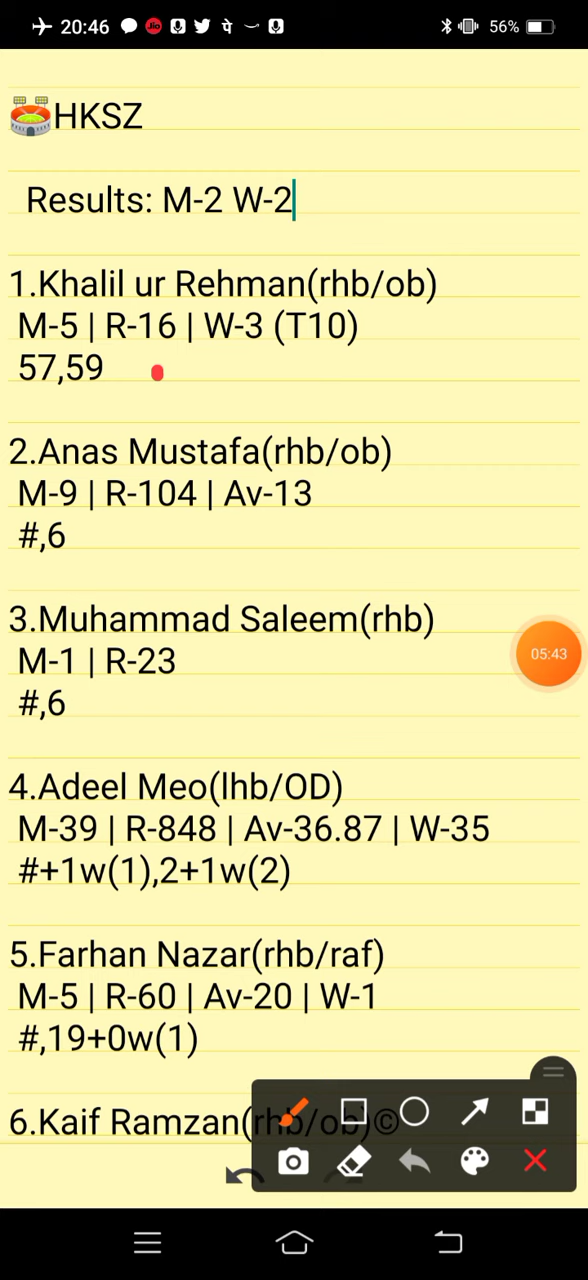 20:46 Jio पे 56%
HKSZ
Results: M-2 W-2
1.Khalil ur Rehman(rhb/ob)
M-5 | R-16 | W-3 (T10)
57,59
2.Anas Mustafa(rhb/ob)
M-9 | R-104 | Av-13
#,6
3.Muhammad Saleem(rhb)
M-1 | R-23
#,6
05:43
4.Adeel Meo(lhb/OD)
M-39 | R-848 | Av-36.87 | W-35
#+1w(1),2+1w(2)
5.Farhan Nazar(rhb/raf)
M-5 | R-60 | Av-20 | W-1
#,19+0w(1)
6.Kaif Ramzan(rhb/ob)©